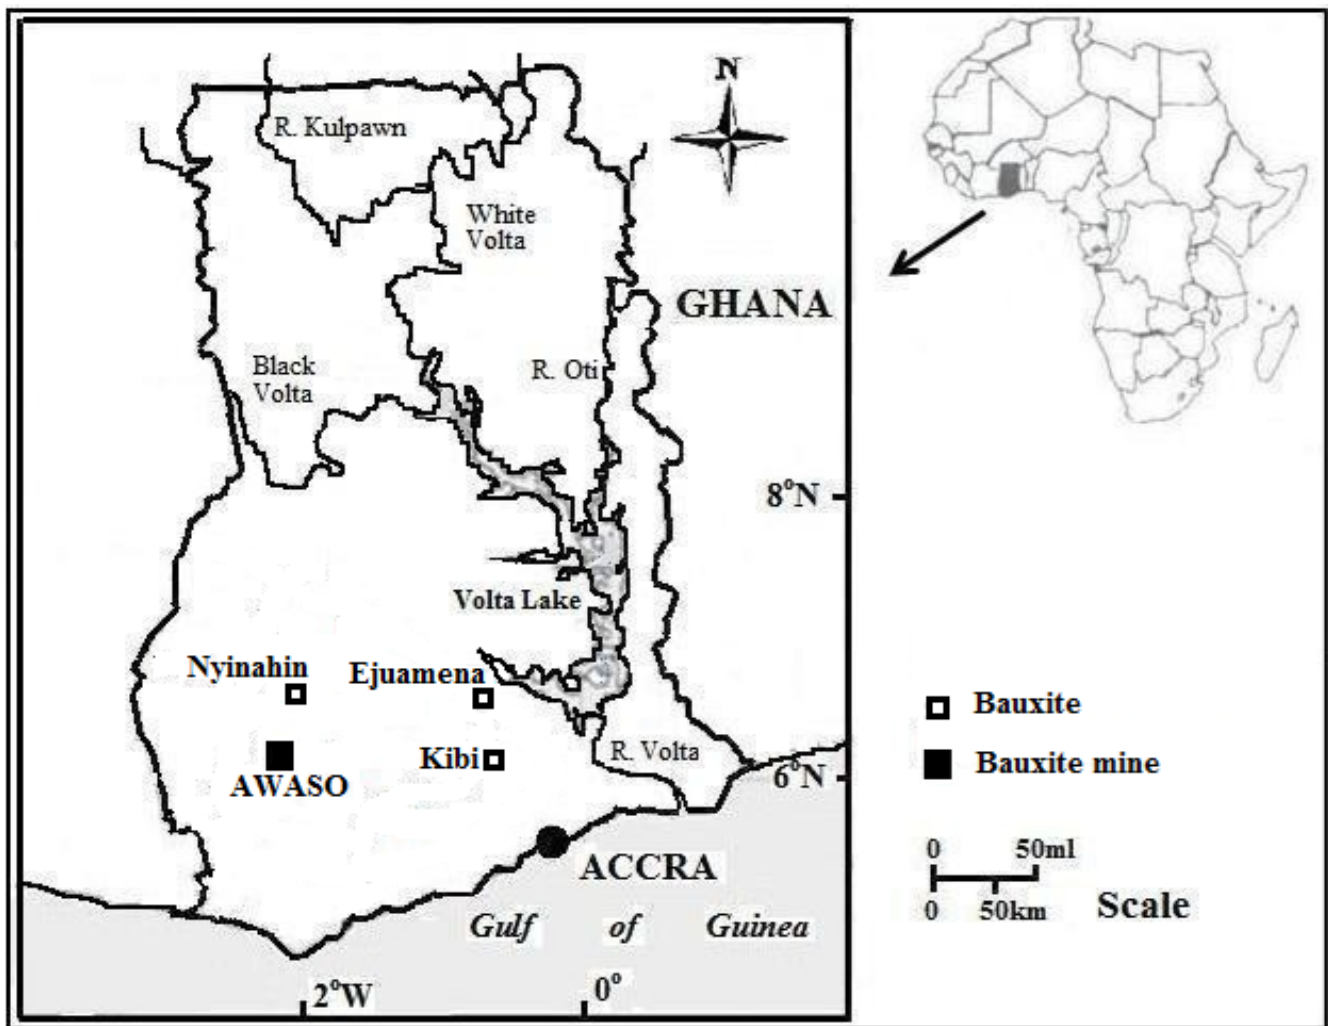 N
R. Kulpawn
White
Volta
GHANA
Black
Volta
R. Oti
8°N
Volta Lake
Nyinahin
Ejuamena
Kibi
R. Volta
AWASO
6°N
ACCRA
Gulf of Guinea
2°W
0°
Bauxite
Bauxite mine
0 50ml
0 50km
Scale